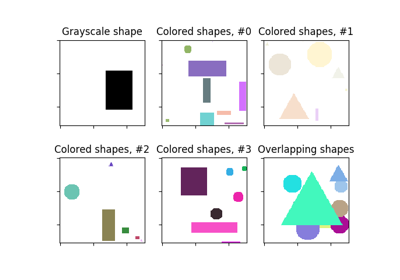 Grayscale shape
Colored shapes, #0
Colored shapes, #1
Colored shapes, #2
Colored shapes, #3
Overlapping shapes